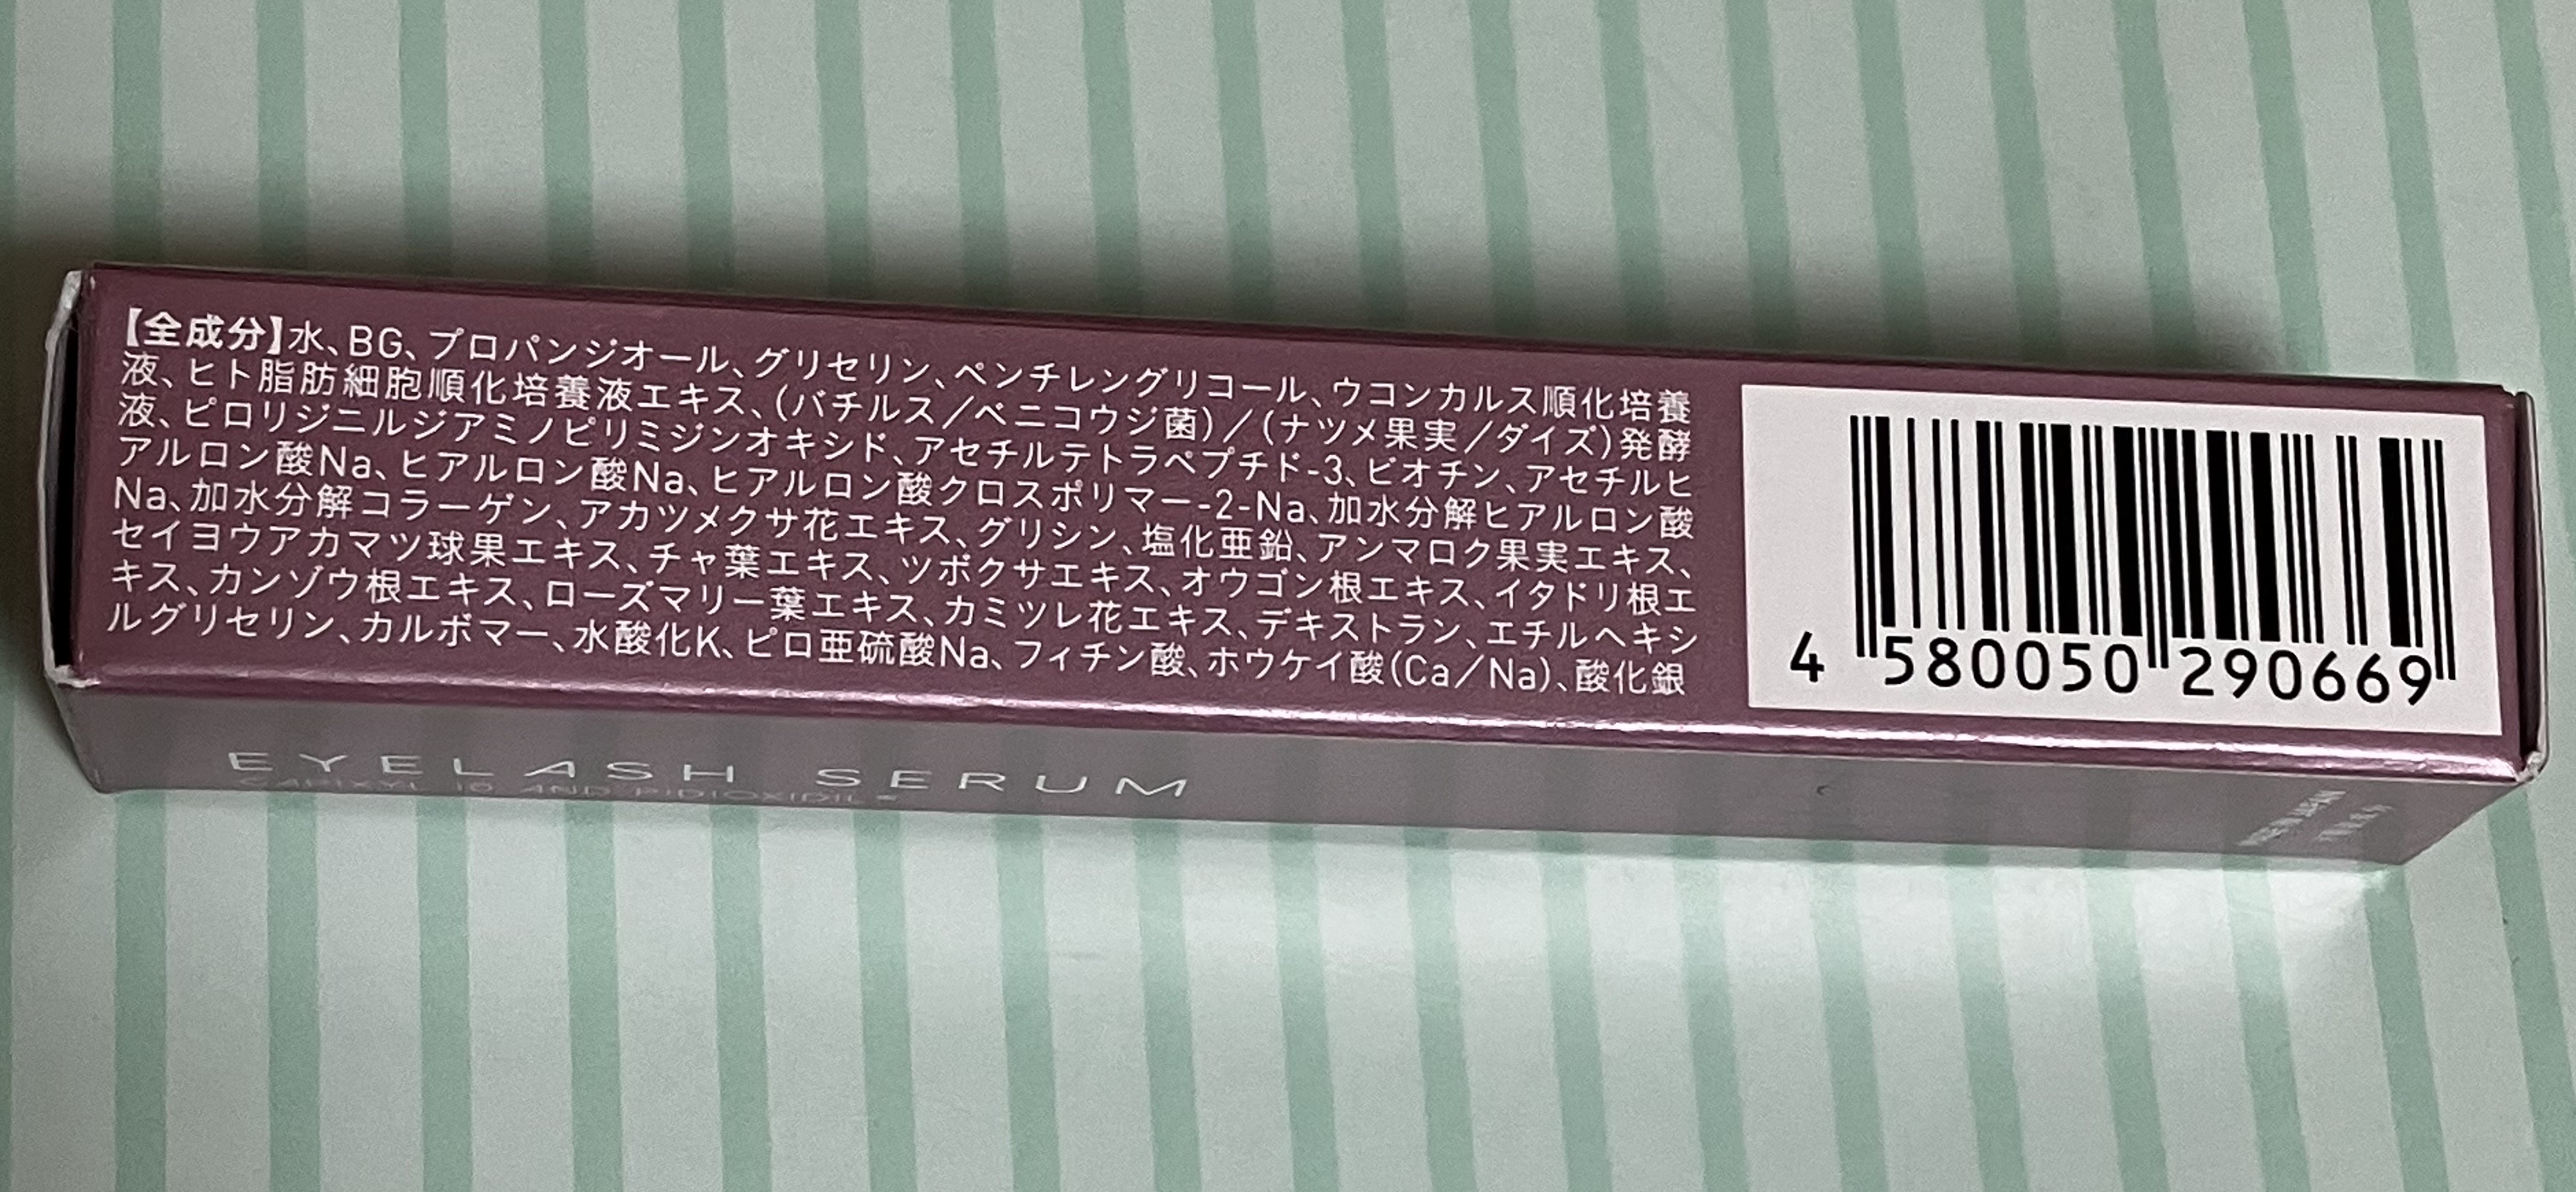 【全成分】水、BG、プロパンジオール、グリセリン、ペンチレングリコール、ウコンカルス順化培養
液、ヒト脂肪細胞順化培養液エキス、(バチルス／ベニコウジ菌)／(ナツメ果実／ダイズ)発酵
液、ピロリジニルジアミノピリミジンオキシド、アセチルテトラペプチド-3、ビオチン、アセチルヒ
アルロン酸Na、ヒアルロン酸Na、ヒアルロン酸クロスポリマー-2-Na、加水分解ヒアルロン酸
Na、加水分解コラーゲン、アカツメクサ花エキス、グリシン、塩化亜鉛、アンマロク果実エキス、
セイヨウアカマツ球果エキス、チャ葉エキス、ツボクサエキス、オウゴン根エキス、イタドリ根エ
キス、カンゾウ根エキス、ローズマリー葉エキス、カミツレ花エキス、デキストラン、エチルヘキシ
ルグリセリン、カルボマー、水酸化K、ピロ亜硫酸Na、フィチン酸、ホウケイ酸(Ca／Na)、酸化銀
4 580050 290669
EYELASH SERUM
CAPIXYL 10 AND PIDIOXIDIL
MADE IN JAPAN